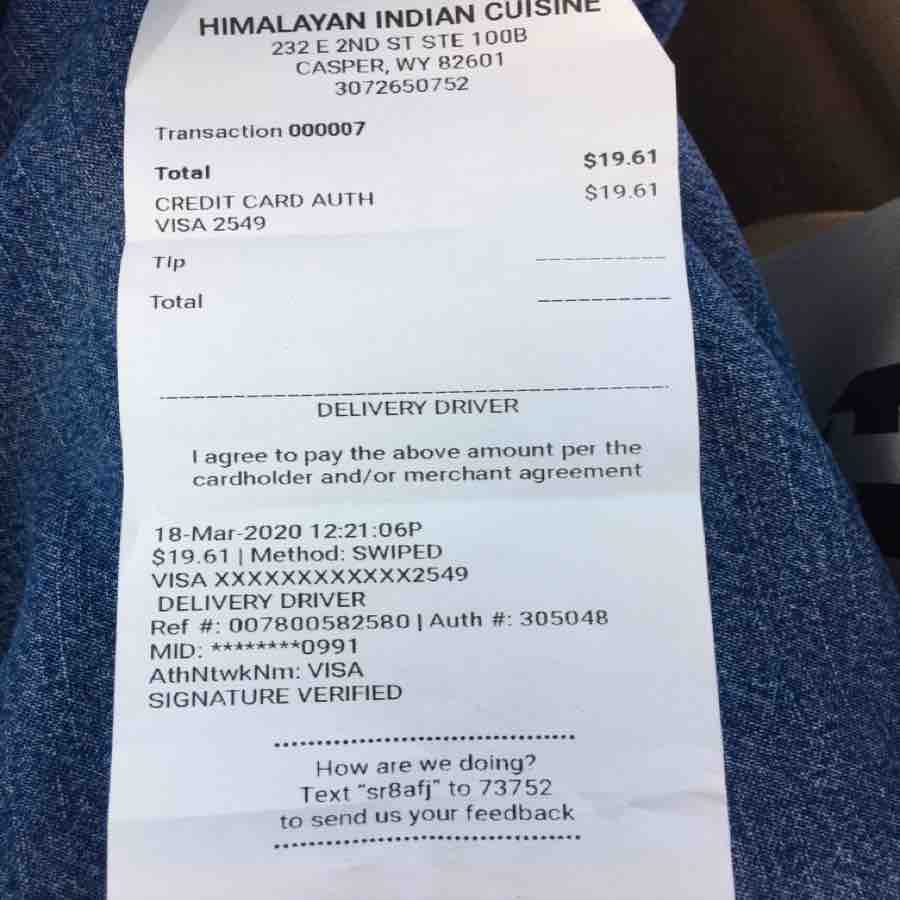 HIMALAYAN INDIAN CUISINE
232 E 2ND ST STE 100B
CASPER, WY 82601
3072650752
Transaction 000007
Total $19.61
CREDIT CARD AUTH $19.61
VISA 2549
Tip __________
Total __________
DELIVERY DRIVER
I agree to pay the above amount per the
cardholder and/or merchant agreement
18-Mar-2020 12:21:06P
$19.61 | Method: SWIPED
VISA XXXXXXXXXXXX2549
DELIVERY DRIVER
Ref #: 007800582580 | Auth #: 305048
MID: ********0991
AthNtwkNm: VISA
SIGNATURE VERIFIED
How are we doing?
Text "sr8afj" to 73752
to send us your feedback